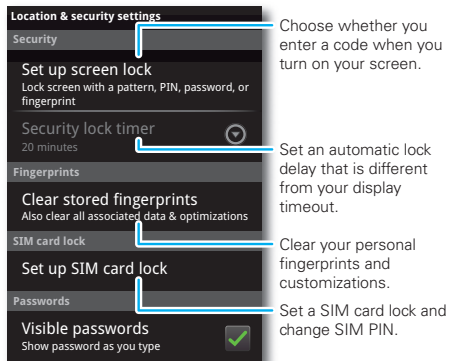 Location & security settings
Security
Set up screen lock
Lock screen with a pattern, PIN, password, or
fingerprint
Security lock timer
20 minutes
Fingerprints
Clear stored fingerprints
Also clear all associated data & optimizations
SIM card lock
Set up SIM card lock
Passwords
Visible passwords
Show password as you type
Choose whether you
enter a code when you
turn on your screen.
Set an automatic lock
delay that is different
from your display
timeout.
Clear your personal
fingerprints and
customizations.
Set a SIM card lock and
change SIM PIN.